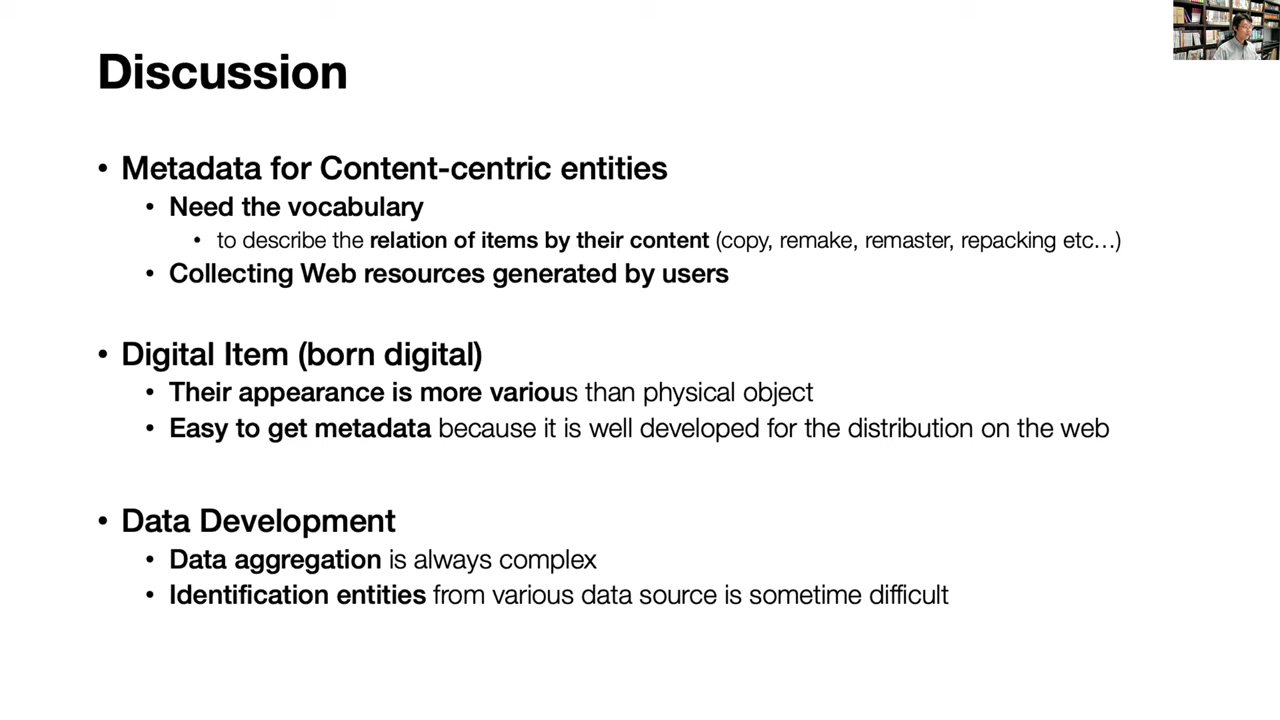 Discussion
• Metadata for Content-centric entities
• Need the vocabulary
• to describe the relation of items by their content (copy, remake, remaster, repacking etc…)
• Collecting Web resources generated by users
• Digital Item (born digital)
• Their appearance is more various than physical object
• Easy to get metadata because it is well developed for the distribution on the web
• Data Development
• Data aggregation is always complex
• Identification entities from various data source is sometime difficult